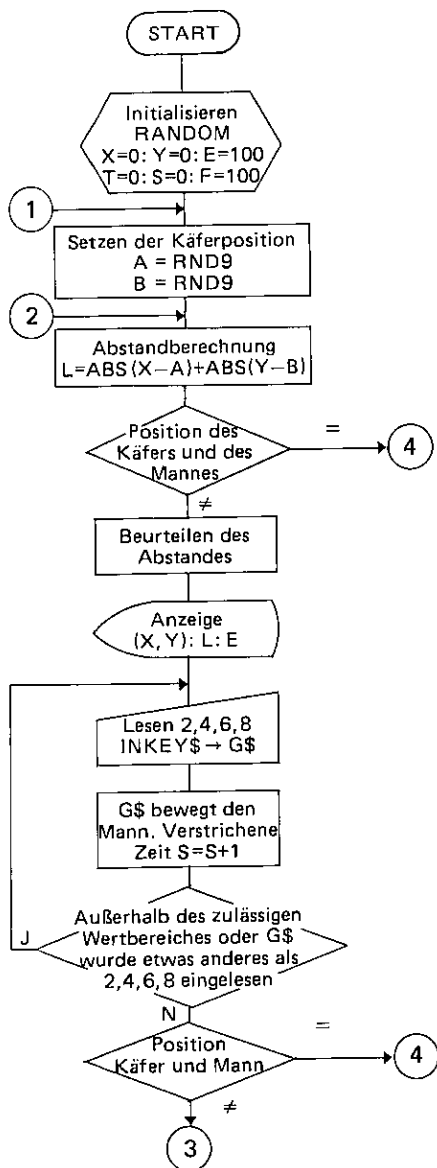 START
Initialisieren
RANDOM
X=0: Y=0: E=100
T=0: S=0: F=100
1
Setzen der Käferposition
A = RND9
B = RND9
2
Abstandberechnung
L=ABS(X−A)+ABS(Y−B)
Position des
Käfers und des
Mannes
=
4
≠
Beurteilen des
Abstandes
Anzeige
(X, Y): L: E
Lesen 2,4,6,8
INKEY$ → G$
G$ bewegt den
Mann. Verstrichene
Zeit S=S+1
J
Außerhalb des zulässigen
Wertbereiches oder G$
wurde etwas anderes als
2,4,6,8 eingelesen
N
Position
Käfer und Mann
=
4
≠
3